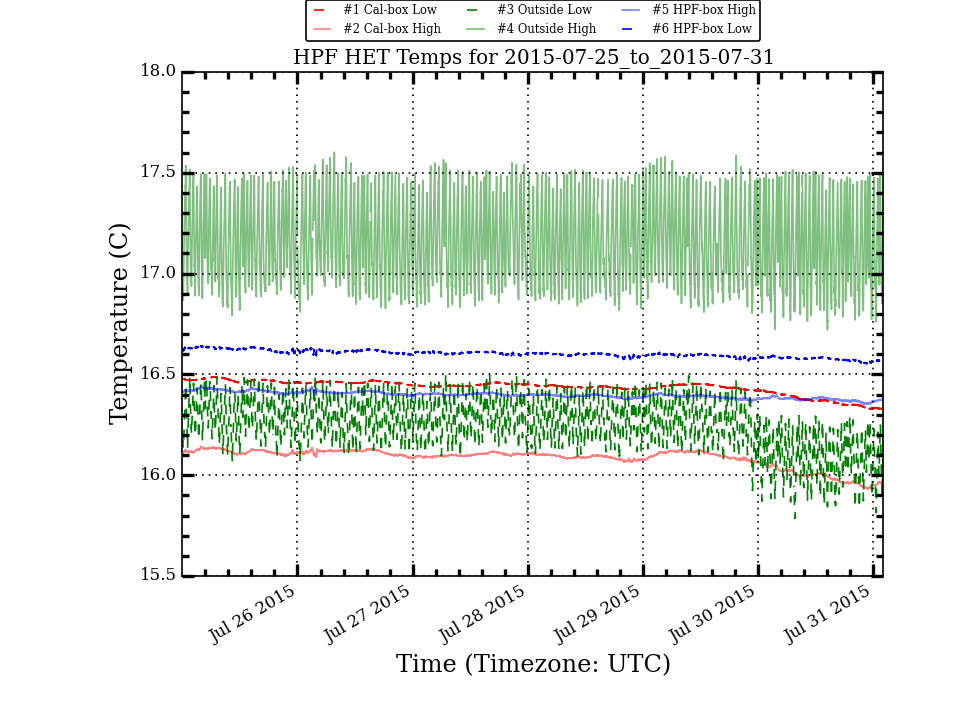 #1 Cal-box Low #3 Outside Low #5 HPF-box High
#2 Cal-box High #4 Outside High #6 HPF-box Low
HPF HET Temps for 2015-07-25_to_2015-07-31
18.0
17.5
17.0
16.5
16.0
15.5
Temperature (C)
Jul 26 2015 Jul 27 2015 Jul 28 2015 Jul 29 2015 Jul 30 2015 Jul 31 2015
Time (Timezone: UTC)